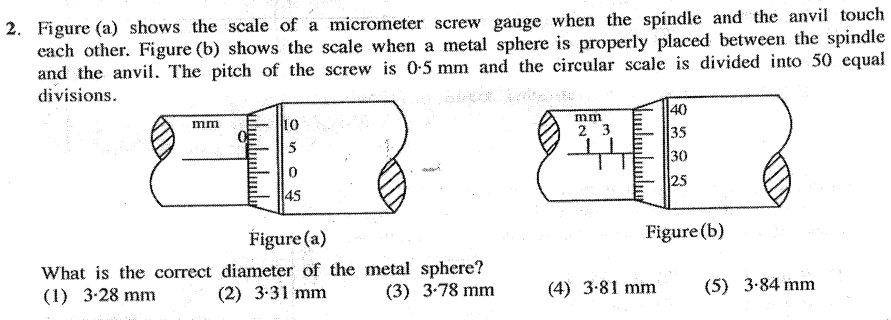 2. Figure (a) shows the scale of a micrometer screw gauge when the spindle and the anvil touch
each other. Figure (b) shows the scale when a metal sphere is properly placed between the spindle
and the anvil. The pitch of the screw is 0·5 mm and the circular scale is divided into 50 equal
divisions.
mm
0
10
5
0
45
Figure (a)
mm
2 3
40
35
30
25
Figure (b)
What is the correct diameter of the metal sphere?
(1) 3·28 mm (2) 3·31 mm (3) 3·78 mm (4) 3·81 mm (5) 3·84 mm